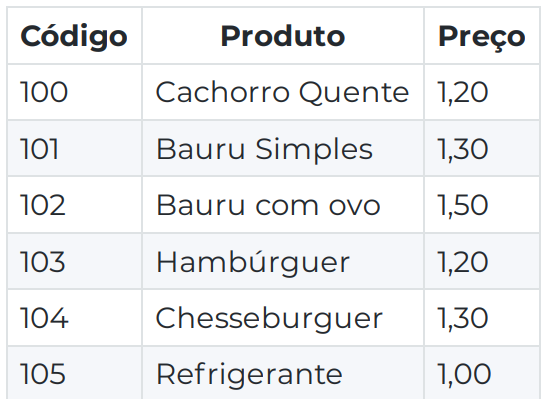 Código Produto Preço
100 Cachorro Quente 1,20
101 Bauru Simples 1,30
102 Bauru com ovo 1,50
103 Hambúrguer 1,20
104 Chesseburguer 1,30
105 Refrigerante 1,00